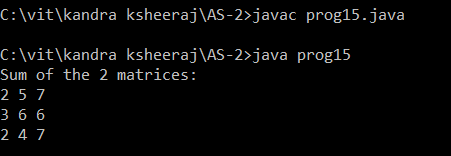 C:\vit\kandra ksheeraj\AS-2>javac prog15.java
C:\vit\kandra ksheeraj\AS-2>java prog15
Sum of the 2 matrices:
2 5 7
3 6 6
2 4 7